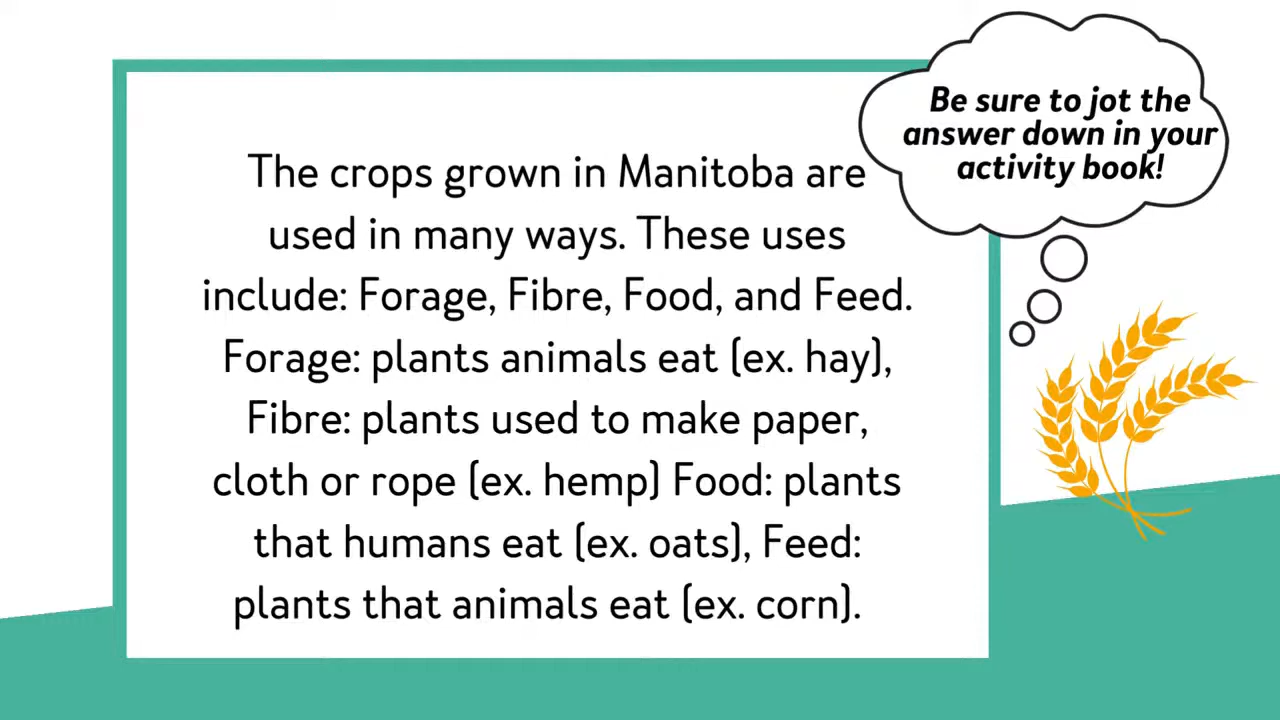 Be sure to jot the
answer down in your
activity book!
The crops grown in Manitoba are
used in many ways. These uses
include: Forage, Fibre, Food, and Feed.
Forage: plants animals eat (ex. hay),
Fibre: plants used to make paper,
cloth or rope (ex. hemp) Food: plants
that humans eat (ex. oats), Feed:
plants that animals eat (ex. corn).